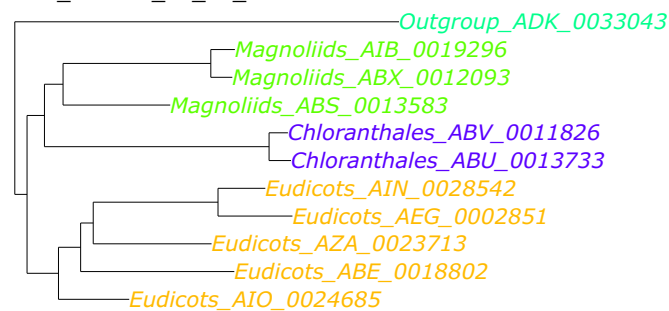 Outgroup_ADK_0033043
Magnoliids_AIB_0019296
Magnoliids_ABX_0012093
Magnoliids_ABS_0013583
Chloranthales_ABV_0011826
Chloranthales_ABU_0013733
Eudicots_AIN_0028542
Eudicots_AEG_0002851
Eudicots_AZA_0023713
Eudicots_ABE_0018802
Eudicots_AIO_0024685